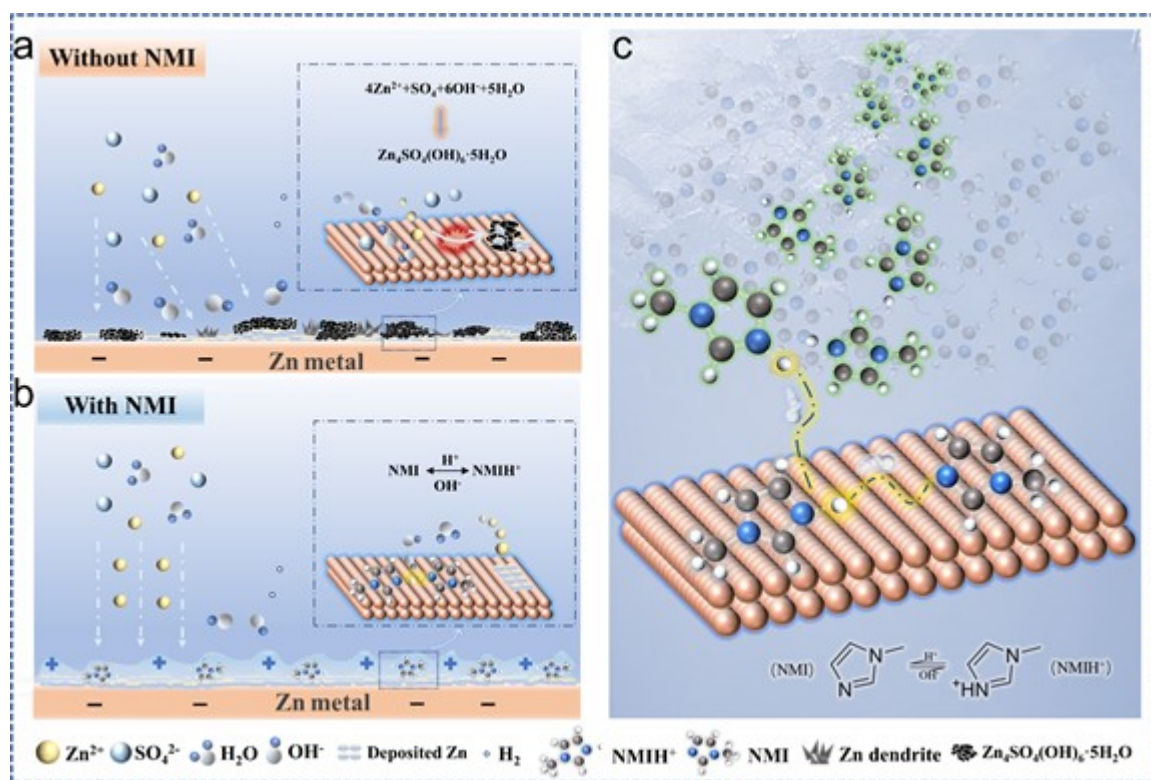 a
Without NMI
4Zn²⁺+SO₄+6OH⁻+5H₂O
Zn₄SO₄(OH)₆·5H₂O
− − − −
Zn metal
b
With NMI
H⁺
NMI ⟷ NMIH⁺
OH⁻
+ + + + + +
− − − −
Zn metal
c
(NMI) N N H⁺ OH⁻ ⁺HN N (NMIH⁺)
Zn²⁺ SO₄²⁻ H₂O OH⁻ Deposited Zn H₂ NMIH⁺ NMI Zn dendrite Zn₄SO₄(OH)₆·5H₂O